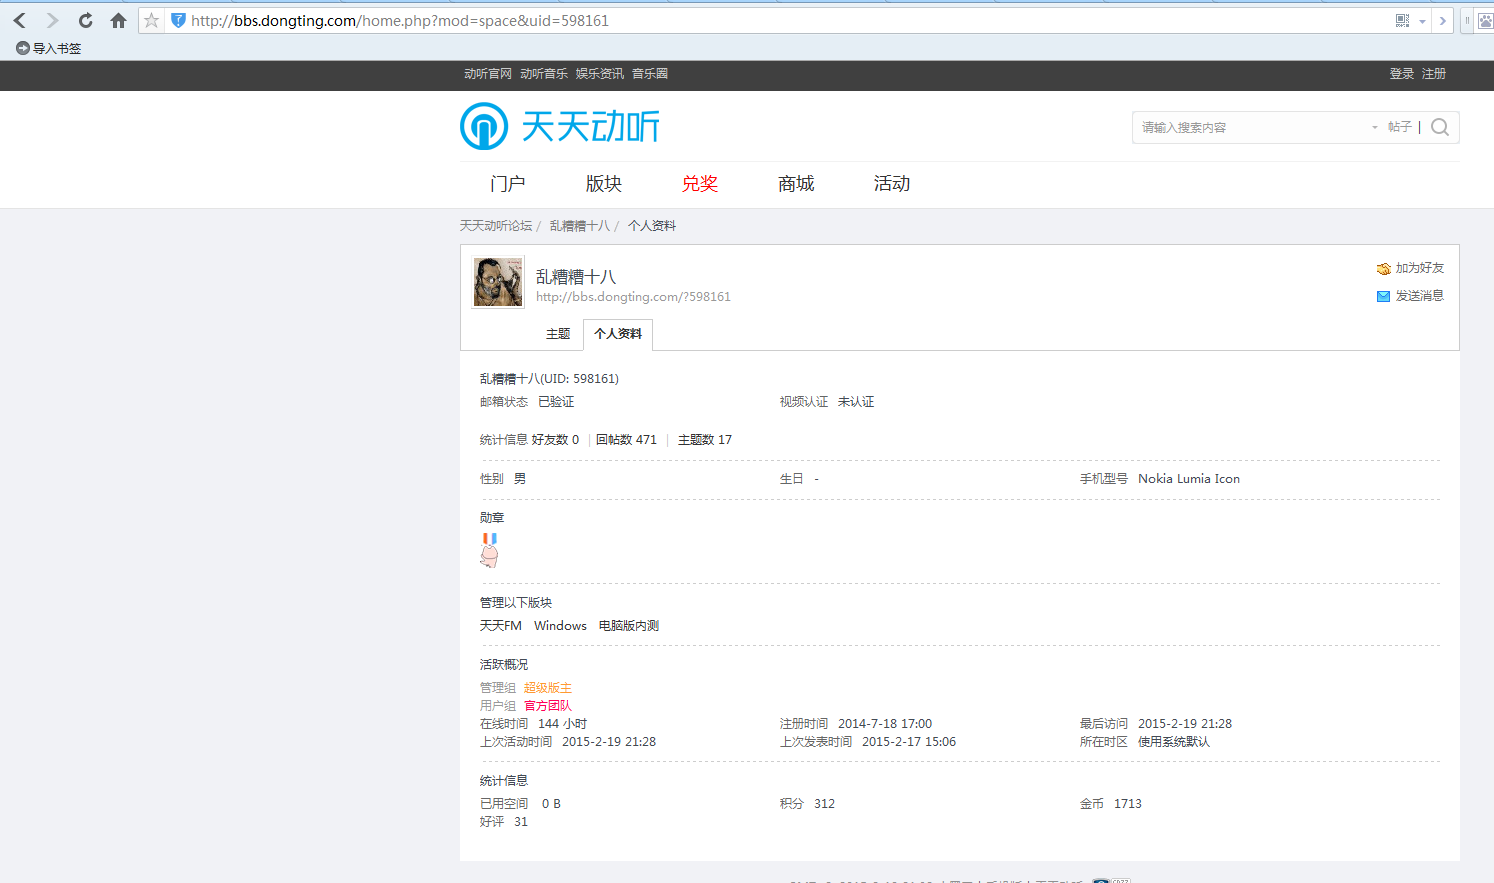 http://bbs.dongting.com/home.php?mod=space&uid=598161
导入书签
动听官网 动听音乐 娱乐资讯 音乐圈 登录 注册
天天动听
请输入搜索内容 帖子
门户 版块 兑奖 商城 活动
天天动听论坛 / 乱糟糟十八 / 个人资料
乱糟糟十八
加为好友
http://bbs.dongting.com/?598161
发送消息
主题 个人资料
乱糟糟十八(UID: 598161)
邮箱状态 已验证 视频认证 未认证
统计信息 好友数 0 | 回帖数 471 | 主题数 17
性别 男 生日 - 手机型号 Nokia Lumia Icon
勋章
管理以下版块
天天FM Windows 电脑版内测
活跃概况
管理组 超级版主
用户组 官方团队
在线时间 144 小时 注册时间 2014-7-18 17:00 最后访问 2015-2-19 21:28
上次活动时间 2015-2-19 21:28 上次发表时间 2015-2-17 15:06 所在时区 使用系统默认
统计信息
已用空间 0 B 积分 312 金币 1713
好评 31